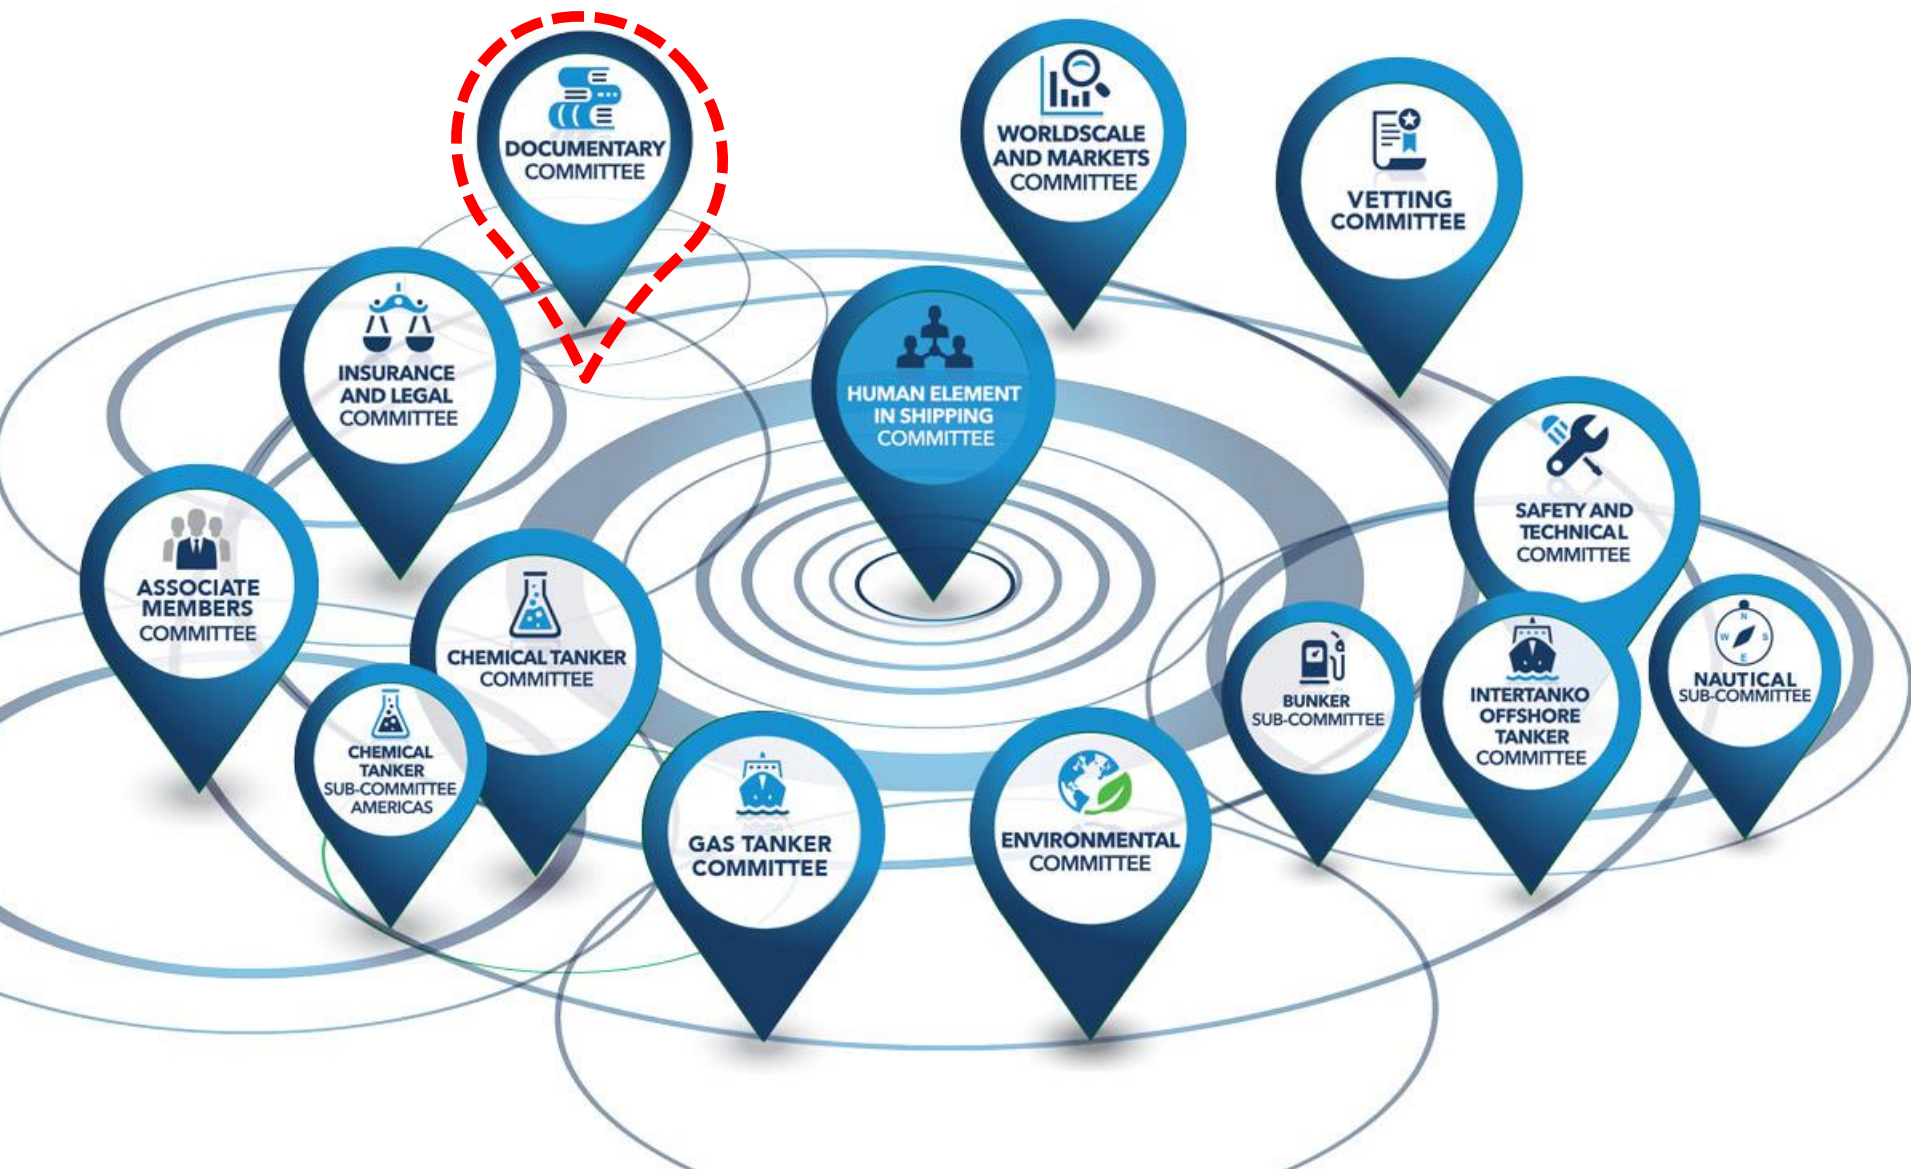 DOCUMENTARY
COMMITTEE
WORLDSCALE
AND MARKETS
COMMITTEE
VETTING
COMMITTEE
INSURANCE
AND LEGAL
COMMITTEE
HUMAN ELEMENT
IN SHIPPING
COMMITTEE
SAFETY AND
TECHNICAL
COMMITTEE
ASSOCIATE
MEMBERS
COMMITTEE
CHEMICAL TANKER
COMMITTEE
CHEMICAL
TANKER
SUB-COMMITTEE
AMERICAS
GAS TANKER
COMMITTEE
ENVIRONMENTAL
COMMITTEE
BUNKER
SUB-COMMITTEE
INTERTANKO
OFFSHORE
TANKER
COMMITTEE
N
W S
E
NAUTICAL
SUB-COMMITTEE